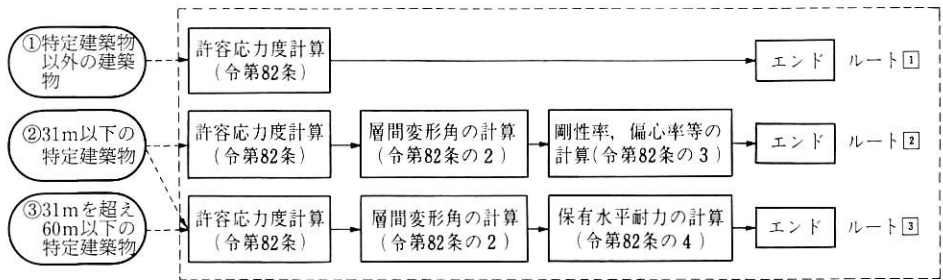 ①特定建築物
以外の建築
物
許容応力度計算
(令第82条)
エンド
ルート1
②31m以下の
特定建築物
許容応力度計算
(令第82条)
層間変形角の計算
(令第82条の2)
剛性率,偏心率等の
計算(令第82条の3)
エンド
ルート2
③31mを超え
60m以下の
特定建築物
許容応力度計算
(令第82条)
層間変形角の計算
(令第82条の2)
保有水平耐力の計算
(令第82条の4)
エンド
ルート3